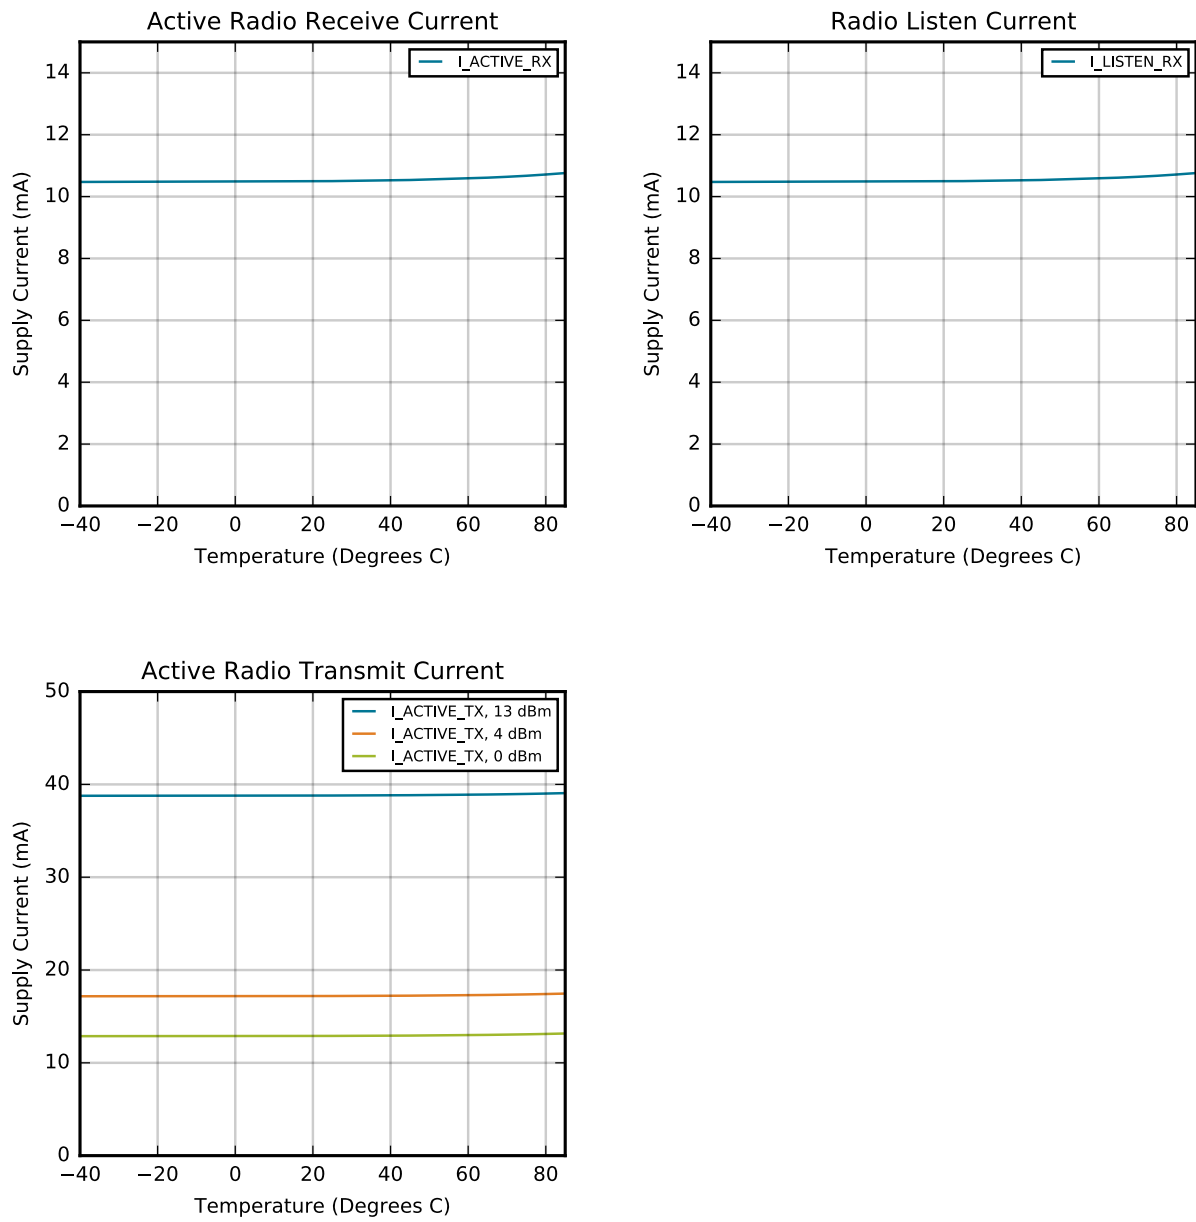 Active Radio Receive Current
I_ACTIVE_RX
14
12
10
8
6
4
2
0
Supply Current (mA)
−40 −20 0 20 40 60 80
Temperature (Degrees C)
Radio Listen Current
I_LISTEN_RX
14
12
10
8
6
4
2
0
Supply Current (mA)
−40 −20 0 20 40 60 80
Temperature (Degrees C)
Active Radio Transmit Current
I_ACTIVE_TX, 13 dBm
I_ACTIVE_TX, 4 dBm
I_ACTIVE_TX, 0 dBm
50
40
30
20
10
0
Supply Current (mA)
−40 −20 0 20 40 60 80
Temperature (Degrees C)